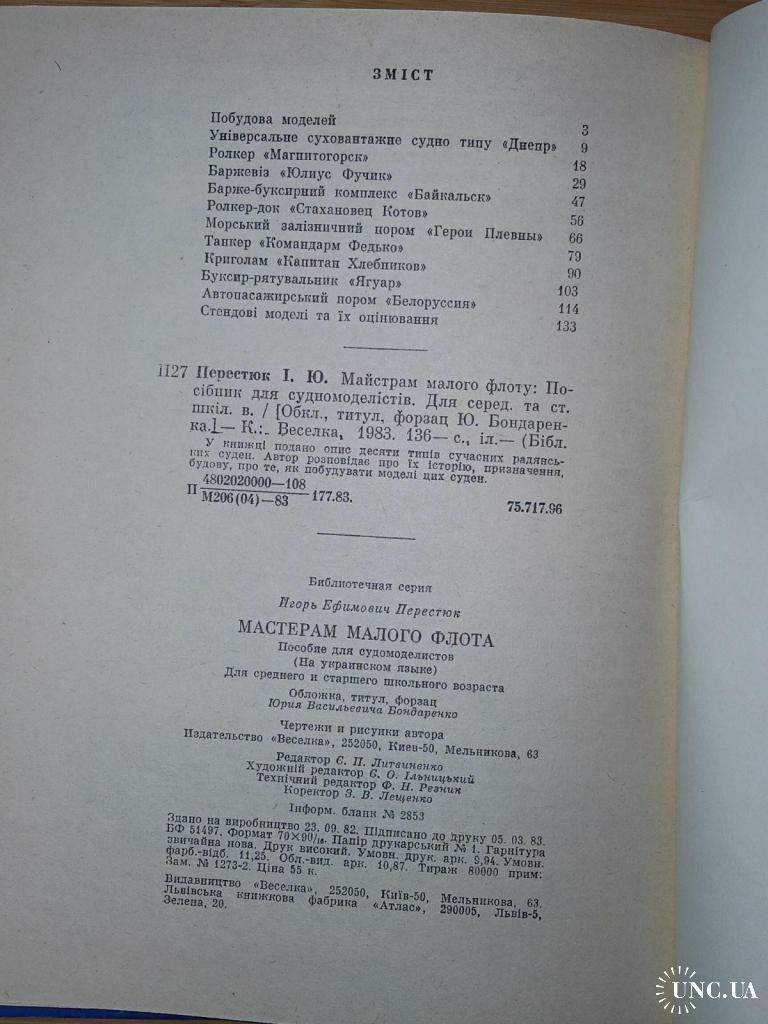 ЗМІСТ
Побудова моделей 3
Універсальне суховантажне судно типу «Днепр» 9
Ролкер «Магнитогорск» 18
Баржевіз «Юлиус Фучик» 29
Барже-буксирний комплекс «Байкальск» 47
Ролкер-док «Стахановец Котов» 56
Морський залізничний пором «Герои Плевны» 66
Танкер «Командарм Федько» 79
Криголам «Капитан Хлебников» 90
Буксир-рятувальник «Ягуар» 103
Автопасажирський пором «Белоруссия» 114
Стендові моделі та їх оцінювання 133
П27 Перестюк І. Ю. Майстрам малого флоту: По-
сібник для судномоделістів. Для серед. та ст.
шкіл. в. / [Обкл., титул, форзац Ю. Бондарен-
ка.]— К.: Веселка, 1983. 136— с., іл.— (Бібл.
У книжці подано опис десяти типів сучасних радянсь-
ких суден. Автор розповідає про їх історію, призначення,
будову, про те, як побудувати моделі цих суден.
П 4802020000—108
М206(04)—83 177.83. 75.717.96
Библиотечная серия
Игорь Ефимович Перестюк
МАСТЕРАМ МАЛОГО ФЛОТА
Пособие для судомоделистов
(На украинском языке)
Для среднего и старшего школьного возраста
Обложка, титул, форзац
Юрия Васильевича Бондаренко
Чертежи и рисунки автора
Издательство «Веселка», 252050, Киев-50, Мельникова, 63
Редактор Є. П. Литвиненко
Художній редактор Є. О. Ільницький
Технічний редактор Ф. Н. Резник
Коректор З. В. Лещенко
Інформ. бланк № 2853
Здано на виробництво 23. 09. 82. Підписано до друку 05. 03. 83.
БФ 51497. Формат 70×90/16. Папір друкарський № 1. Гарнітура
звичайна нова. Друк високий. Умовн. друк. арк. 9,94. Умовн.
фарб.-відб. 11,25. Обл.-вид. арк. 10,87. Тираж 80000 прим:
Зам. № 1273-2. Ціна 55 к.
Видавництво «Веселка», 252050, Київ-50, Мельникова, 63.
Львівська книжкова фабрика «Атлас», 290005, Львів-5,
Зелена, 20.
UNC.UA